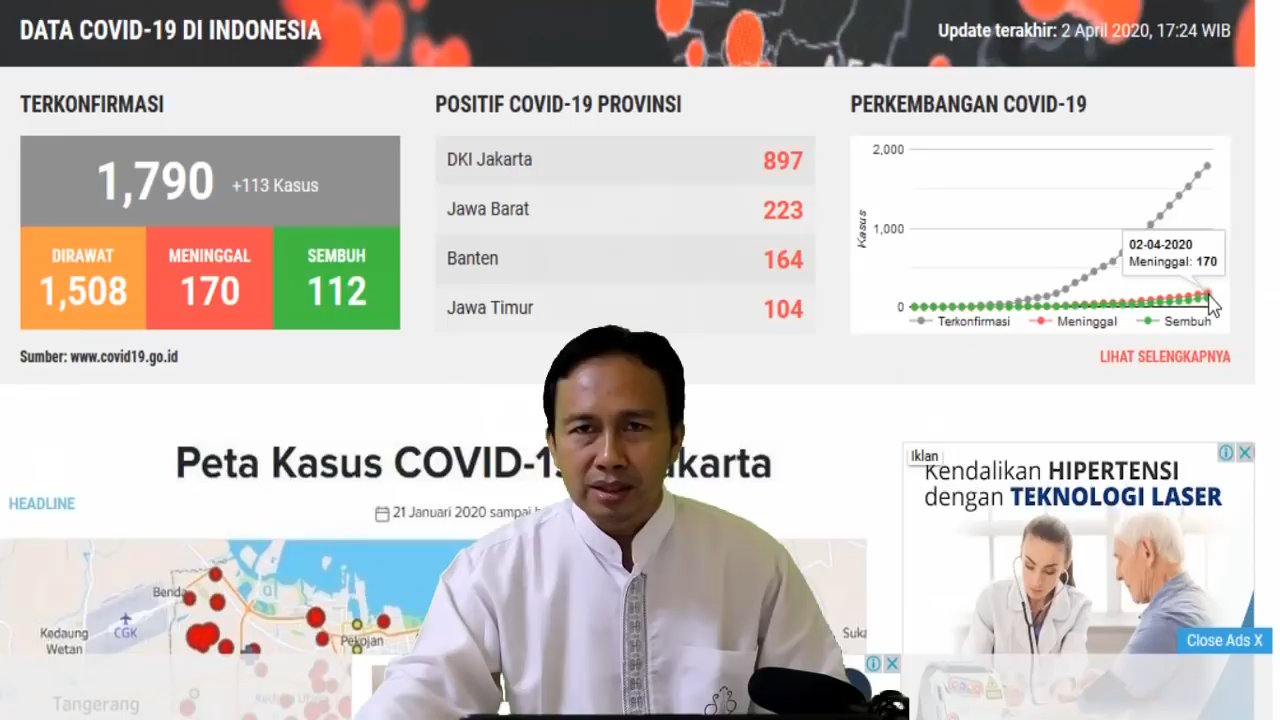 DATA COVID-19 DI INDONESIA
Update terakhir: 2 April 2020, 17:24 WIB
TERKONFIRMASI
1,790 +113 Kasus
DIRAWAT
1,508
MENINGGAL
170
SEMBUH
112
Sumber: www.covid19.go.id
POSITIF COVID-19 PROVINSI
DKI Jakarta 897
Jawa Barat 223
Banten 164
Jawa Timur 104
PERKEMBANGAN COVID-19
2,000
1,000
0
Kasus
02-04-2020
Meninggal: 170
Terkonfirmasi Meninggal Sembuh
LIHAT SELENGKAPNYA
Peta Kasus COVID-1 karta
HEADLINE
21 Januari 2020 sampai
Benda
CGK
Kedaung
Wetan
Pekojan
Suka
Tangerang
Iklan
Kendalikan HIPERTENSI
dengan TEKNOLOGI LASER
Close Ads X